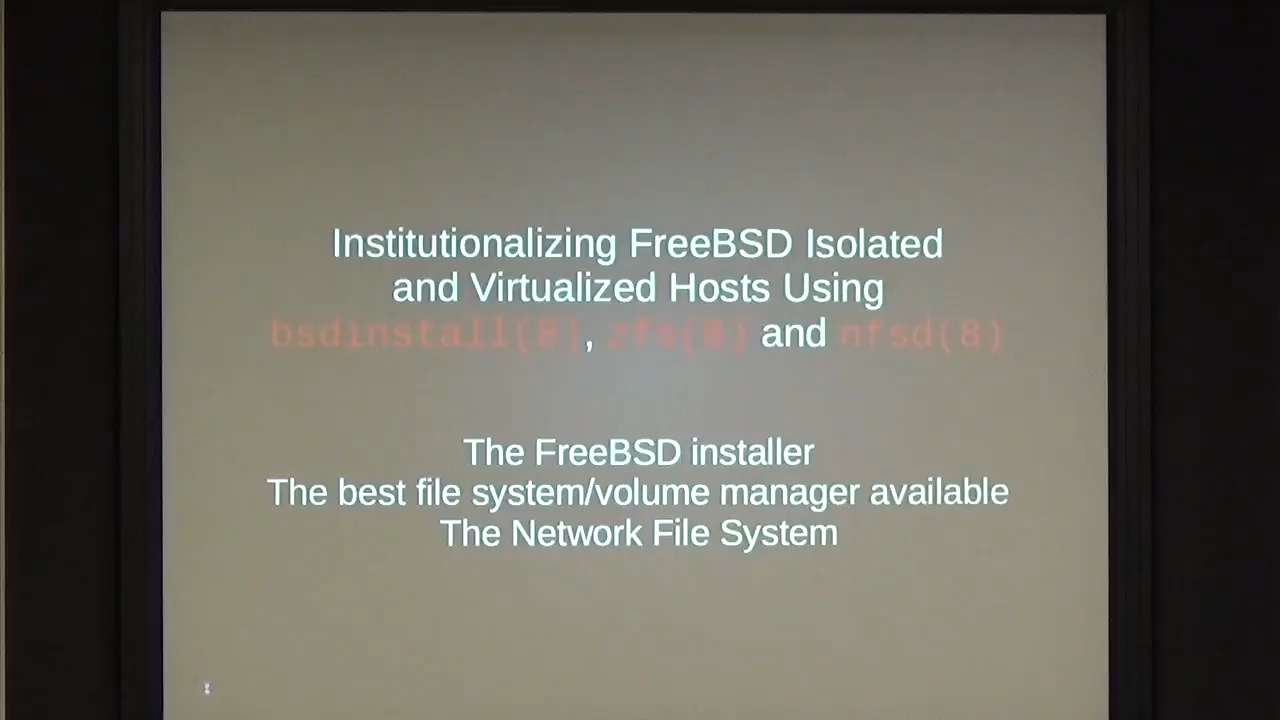 Institutionalizing FreeBSD Isolated
and Virtualized Hosts Using
bsdinstall(8), zfs(8) and nfsd(8)
The FreeBSD installer
The best file system/volume manager available
The Network File System